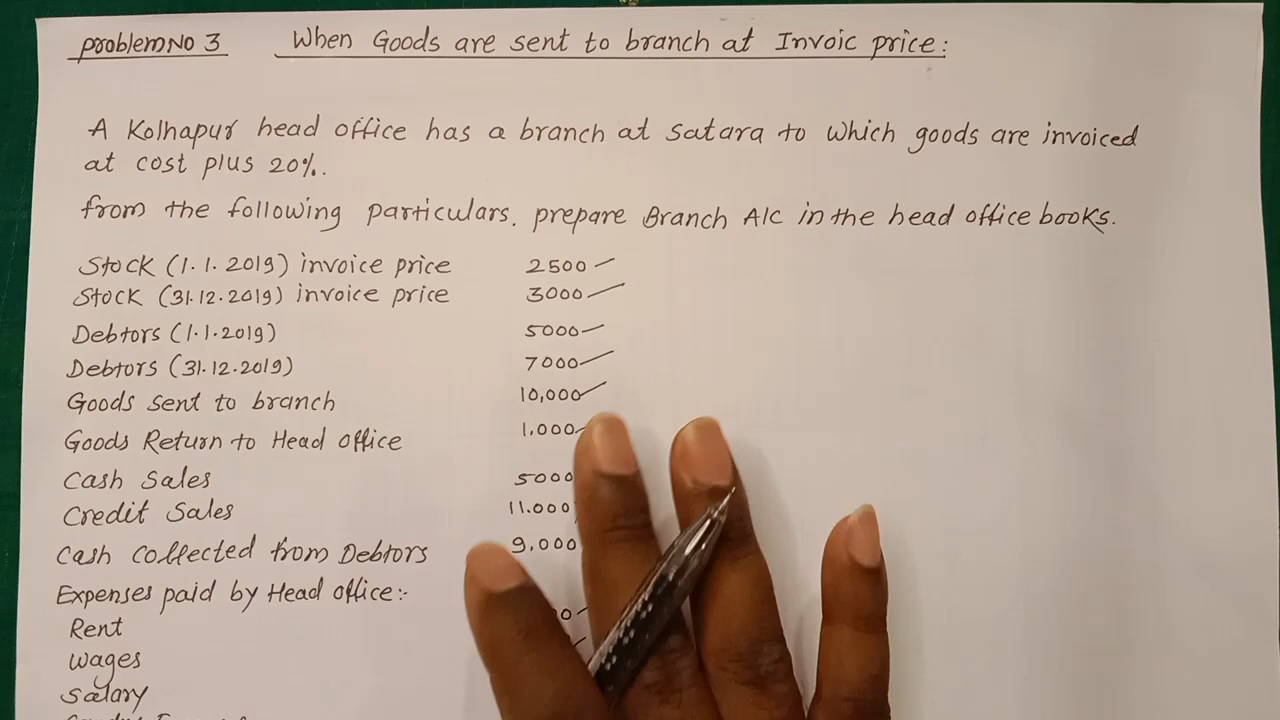 problem No 3 When Goods are sent to branch at Invoic price:
A Kolhapur head office has a branch at Satara to which goods are invoiced
at cost plus 20%.
from the following particulars. prepare Branch A/c in the head office books.
Stock (1.1.2019) invoice price 2500
Stock (31.12.2019) invoice price 3000
Debtors (1.1.2019) 5000
Debtors (31.12.2019) 7000
Goods sent to branch 10,000
Goods Return to Head office 1,000
Cash Sales 5000
Credit Sales 11.000
Cash collected from Debtors 9,000
Expenses paid by Head office:-
Rent
Wages
Salary